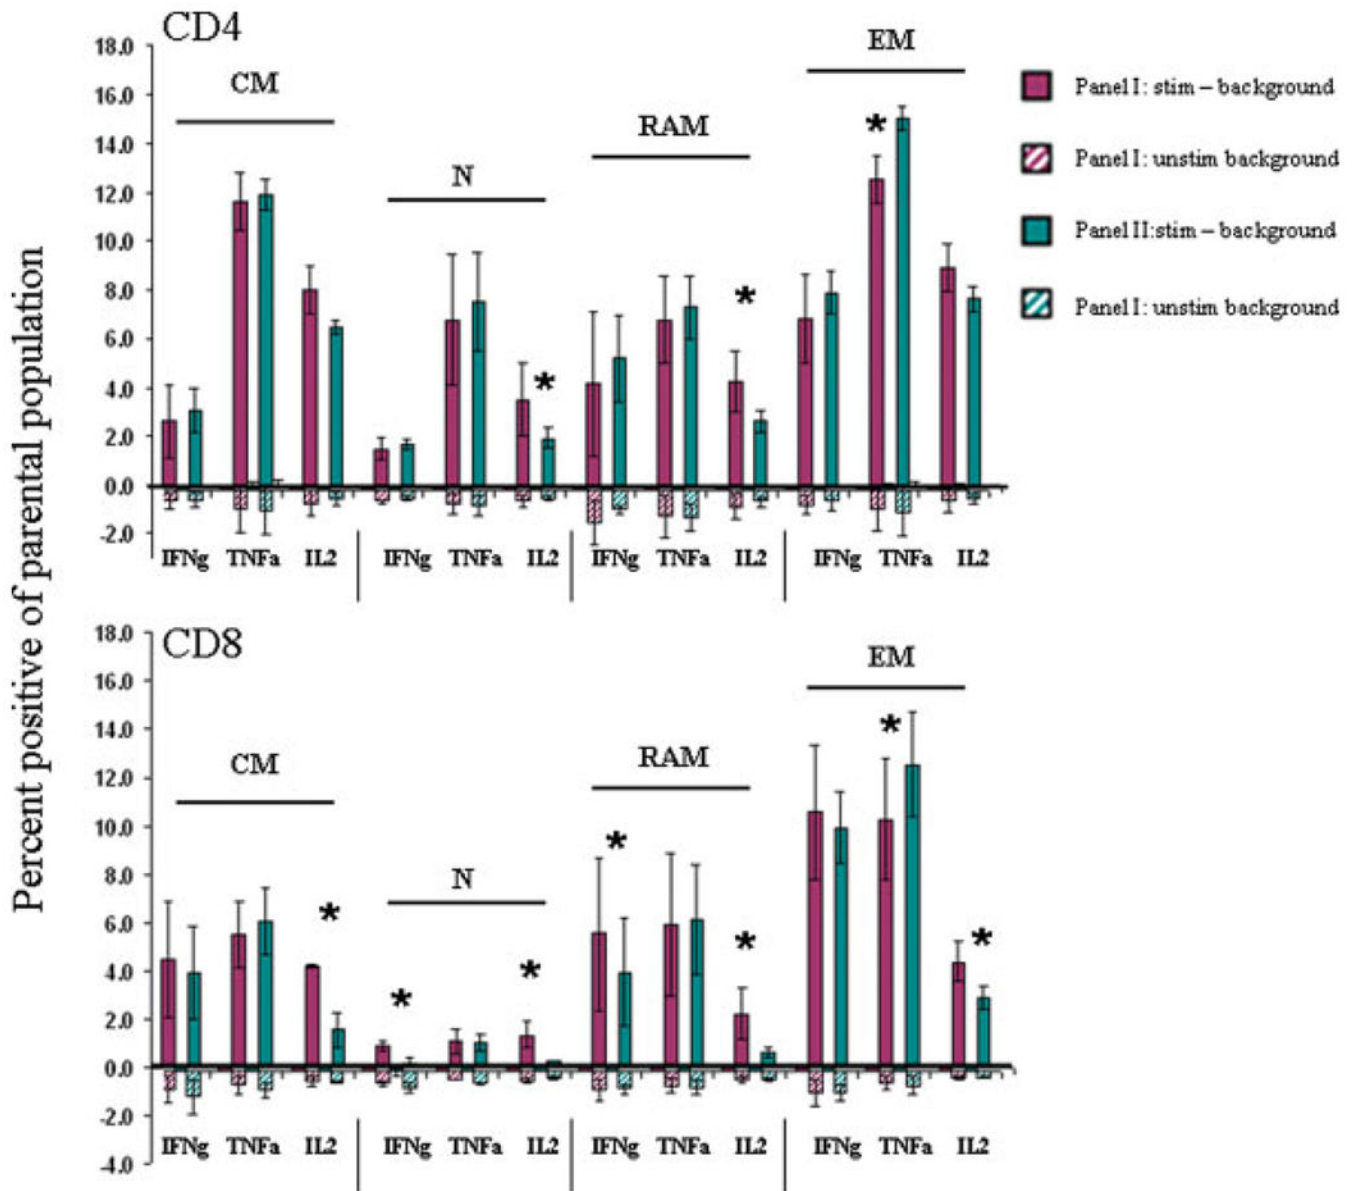 CD4
18.0
16.0
14.0
12.0
10.0
8.0
6.0
4.0
2.0
0.0
-2.0
CM
N
RAM
EM
*
*
*
IFNg TNFa IL2 IFNg TNFa IL2 IFNg TNFa IL2 IFNg TNFa IL2
Panel I: stim – background
Panel I: unstim background
Panel II:stim – background
Panel I: unstim background
Percent positive of parental population
CD8
18.0
16.0
14.0
12.0
10.0
8.0
6.0
4.0
2.0
0.0
-2.0
-4.0
CM
N
RAM
EM
*
*
*
*
*
*
*
IFNg TNFa IL2 IFNg TNFa IL2 IFNg TNFa IL2 IFNg TNFa IL2